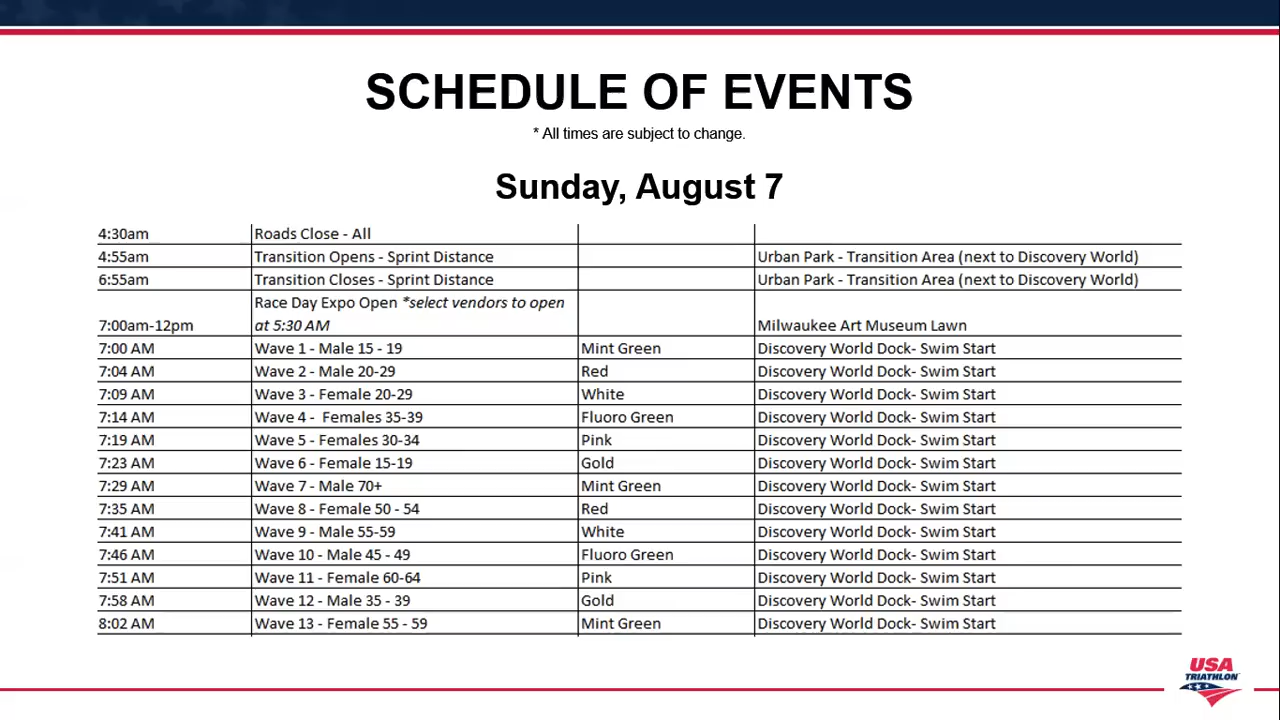 SCHEDULE OF EVENTS
* All times are subject to change.
Sunday, August 7
4:30am Roads Close - All
4:55am Transition Opens - Sprint Distance Urban Park - Transition Area (next to Discovery World)
6:55am Transition Closes - Sprint Distance Urban Park - Transition Area (next to Discovery World)
Race Day Expo Open *select vendors to open
7:00am-12pm at 5:30 AM Milwaukee Art Museum Lawn
7:00 AM Wave 1 - Male 15 - 19 Mint Green Discovery World Dock- Swim Start
7:04 AM Wave 2 - Male 20-29 Red Discovery World Dock- Swim Start
7:09 AM Wave 3 - Female 20-29 White Discovery World Dock- Swim Start
7:14 AM Wave 4 - Females 35-39 Fluoro Green Discovery World Dock- Swim Start
7:19 AM Wave 5 - Females 30-34 Pink Discovery World Dock- Swim Start
7:23 AM Wave 6 - Female 15-19 Gold Discovery World Dock- Swim Start
7:29 AM Wave 7 - Male 70+ Mint Green Discovery World Dock- Swim Start
7:35 AM Wave 8 - Female 50 - 54 Red Discovery World Dock- Swim Start
7:41 AM Wave 9 - Male 55-59 White Discovery World Dock- Swim Start
7:46 AM Wave 10 - Male 45 - 49 Fluoro Green Discovery World Dock- Swim Start
7:51 AM Wave 11 - Female 60-64 Pink Discovery World Dock- Swim Start
7:58 AM Wave 12 - Male 35 - 39 Gold Discovery World Dock- Swim Start
8:02 AM Wave 13 - Female 55 - 59 Mint Green Discovery World Dock- Swim Start
USA
TRIATHLON